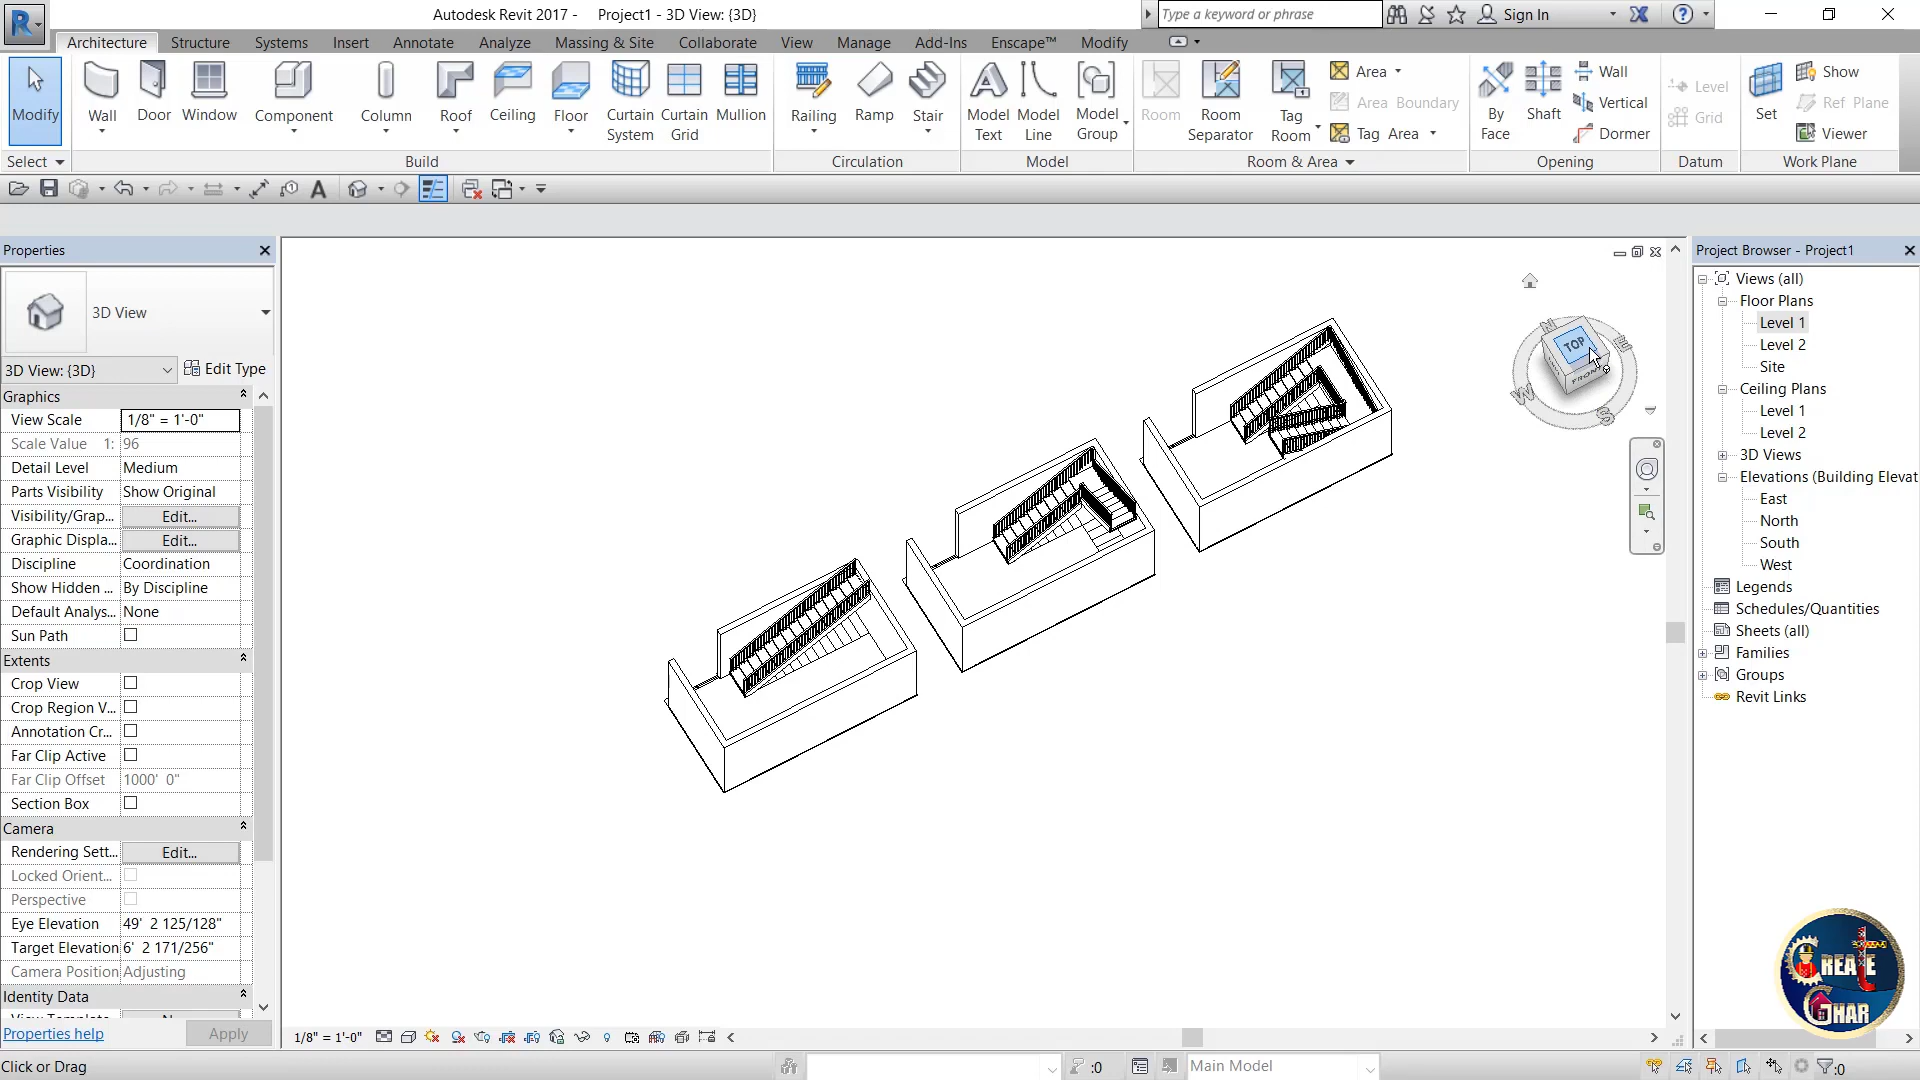 Autodesk Revit 2017 - Project1 - 3D View: {3D}
Type a keyword or phrase
Sign In
Architecture Structure Systems Insert Annotate Analyze Massing & Site Collaborate View Manage Add-Ins Enscape™ Modify
Modify
Wall
Door
Window
Component
Column
Roof
Ceiling
Floor
Curtain System
Curtain Grid
Mullion
Railing
Ramp
Stair
Model Text
Model Line
Model Group
Room
Room Separator
Tag Room
Area
Area Boundary
Tag Area
By Face
Shaft
Wall
Vertical
Dormer
Level
Grid
Set
Show
Ref Plane
Viewer
Select
Build
Circulation
Model
Room & Area
Opening
Datum
Work Plane
Properties
3D View
3D View: {3D}
Edit Type
Graphics
View Scale 1/8" = 1'-0"
Scale Value 1: 96
Detail Level Medium
Parts Visibility Show Original
Visibility/Grap... Edit...
Graphic Displa... Edit...
Discipline Coordination
Show Hidden ... By Discipline
Default Analys... None
Sun Path
Extents
Crop View
Crop Region V...
Annotation Cr...
Far Clip Active
Far Clip Offset 1000' 0"
Section Box
Camera
Rendering Sett... Edit...
Locked Orient...
Perspective
Eye Elevation 49' 2 125/128"
Target Elevation 6' 2 171/256"
Camera Position Adjusting
Identity Data
Properties help
Apply
TOP
FRONT
N
E
S
W
Project Browser - Project1
Views (all)
Floor Plans
Level 1
Level 2
Site
Ceiling Plans
Level 1
Level 2
3D Views
Elevations (Building Elevat
East
North
South
West
Legends
Schedules/Quantities
Sheets (all)
Families
Groups
Revit Links
CREATE
GHAR
1/8" = 1'-0"
Click or Drag
:0
Main Model
:0